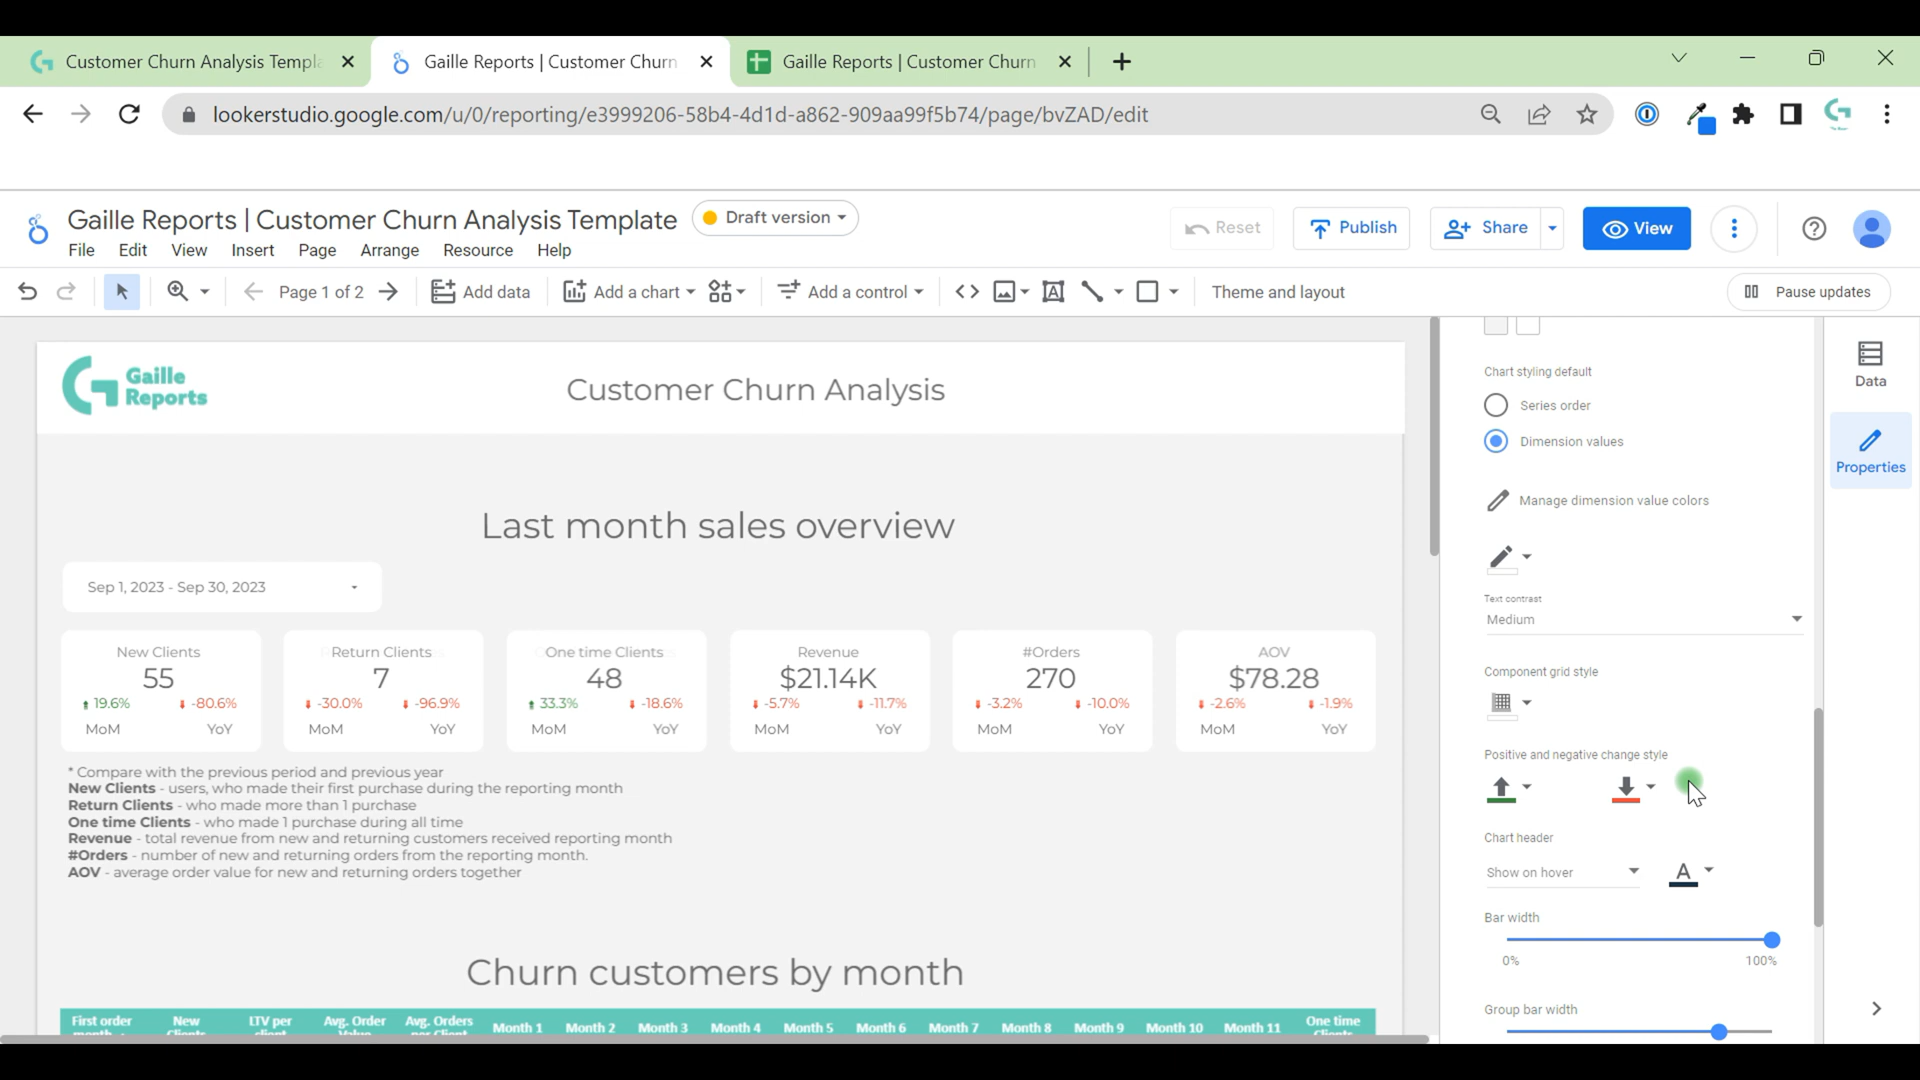 Customer Churn Analysis Templa
Gaille Reports | Customer Churn
Gaille Reports | Customer Churn
lookerstudio.google.com/u/0/reporting/e3999206-58b4-4d1d-a862-909aa99f5b74/page/bvZAD/edit
Gaille Reports | Customer Churn Analysis Template
Draft version
Reset
Publish
Share
View
File Edit View Insert Page Arrange Resource Help
Page 1 of 2
Add data
Add a chart
Add a control
Theme and layout
Pause updates
Gaille
Reports
Customer Churn Analysis
Last month sales overview
Sep 1, 2023 - Sep 30, 2023
New Clients
55
19.6% -80.6%
MoM YoY
Return Clients
7
-30.0% -96.9%
MoM YoY
One time Clients
48
33.3% -18.6%
MoM YoY
Revenue
$21.14K
-5.7% -11.7%
MoM YoY
#Orders
270
-3.2% -10.0%
MoM YoY
AOV
$78.28
-2.6% -1.9%
MoM YoY
* Compare with the previous period and previous year
New Clients - users, who made their first purchase during the reporting month
Return Clients - who made more than 1 purchase
One time Clients - who made 1 purchase during all time
Revenue - total revenue from new and returning customers received reporting month
#Orders - number of new and returning orders from the reporting month.
AOV - average order value for new and returning orders together
Churn customers by month
First order month
New Clients
LTV per client
Avg. Order Value
Avg. Orders per Client
Month 1 Month 2 Month 3 Month 4 Month 5 Month 6 Month 7 Month 8 Month 9 Month 10 Month 11
One time Clients
Chart styling default
Series order
Dimension values
Manage dimension value colors
Text contrast
Medium
Component grid style
Positive and negative change style
Chart header
Show on hover
A
Bar width
0% 100%
Group bar width
Data
Properties